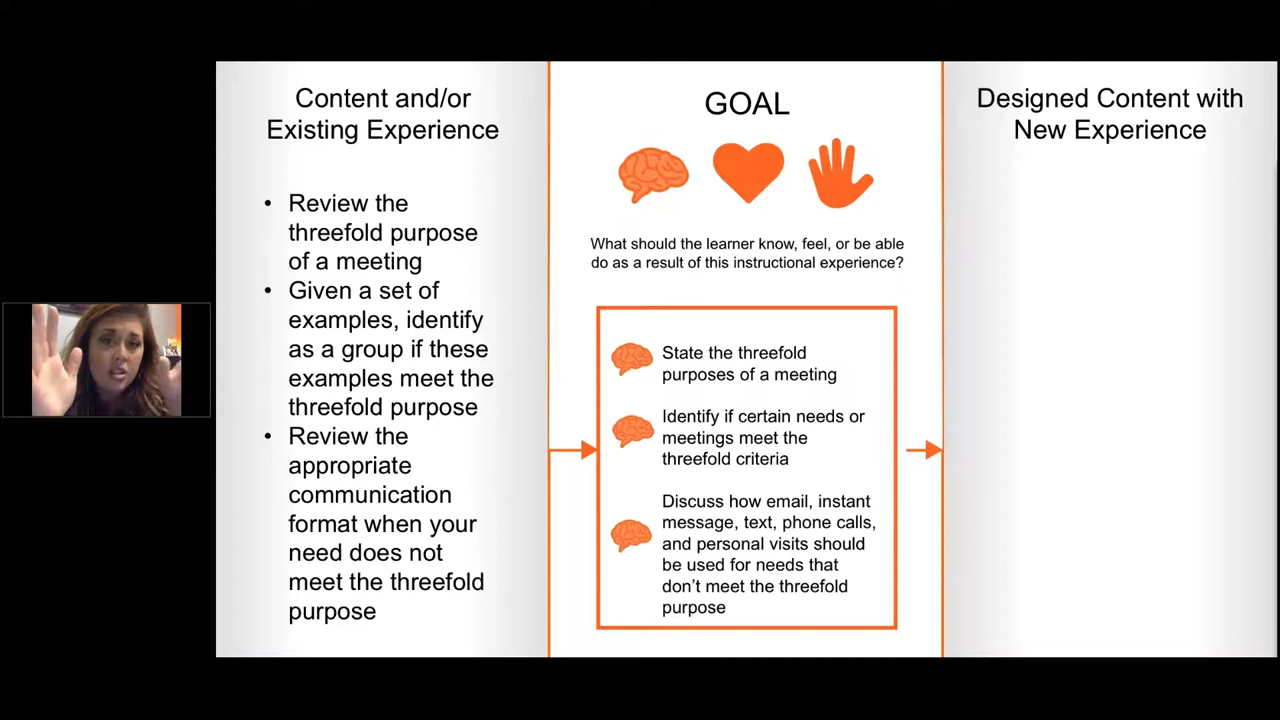 Content and/or
Existing Experience
• Review the
threefold purpose
of a meeting
• Given a set of
examples, identify
as a group if these
examples meet the
threefold purpose
• Review the
appropriate
communication
format when your
need does not
meet the threefold
purpose
GOAL
What should the learner know, feel, or be able
do as a result of this instructional experience?
State the threefold
purposes of a meeting
Identify if certain needs or
meetings meet the
threefold criteria
Discuss how email, instant
message, text, phone calls,
and personal visits should
be used for needs that
don't meet the threefold
purpose
Designed Content with
New Experience